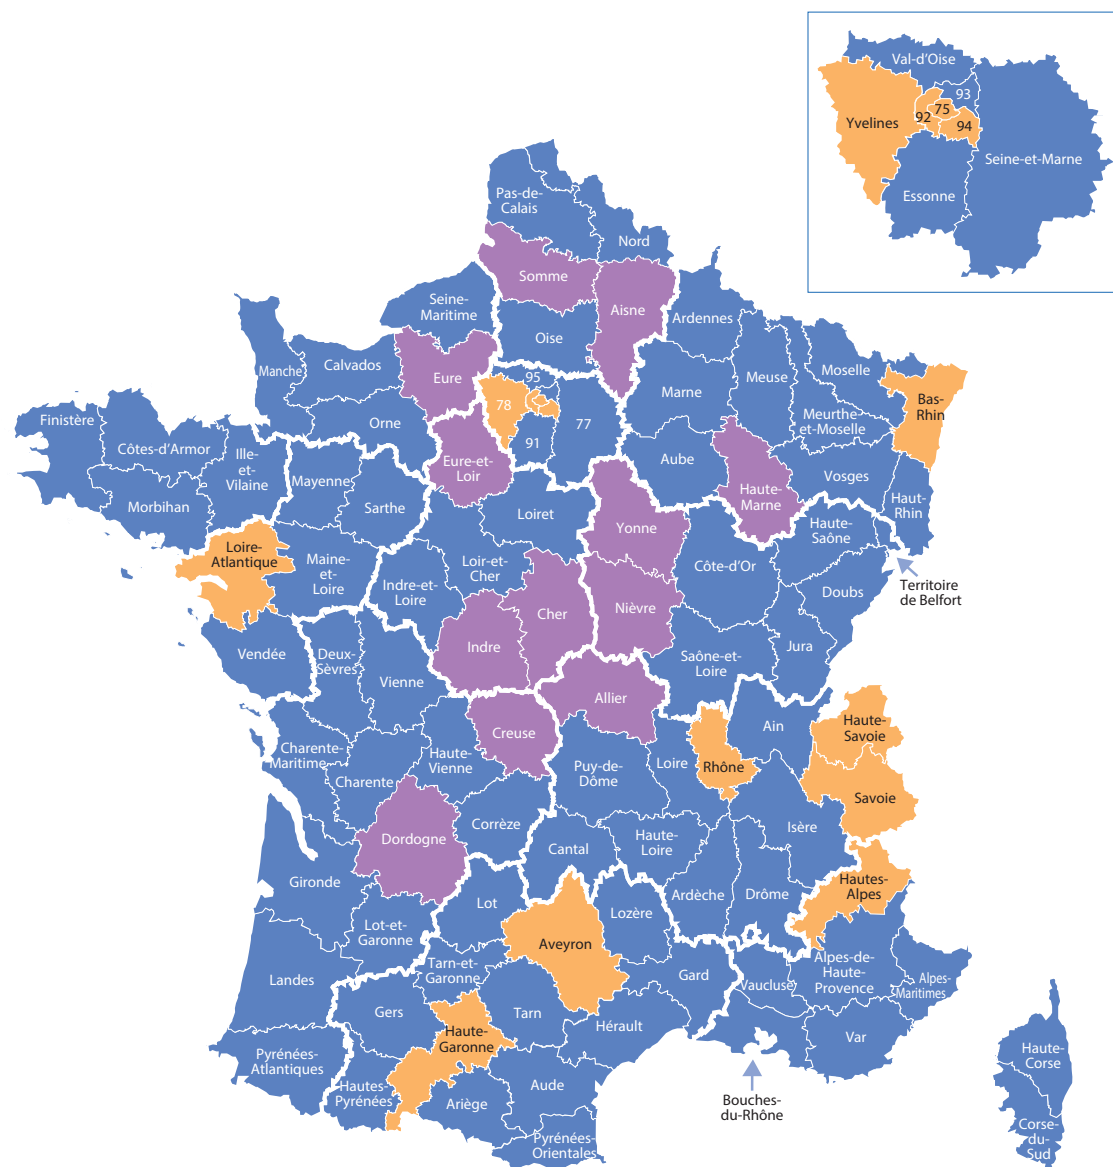 Val-d'Oise
93
75
92
94
Yvelines
Seine-et-Marne
Essonne
Pas-de-
Calais
Nord
Somme
Aisne
Seine-
Maritime
Oise
Ardennes
Manche
Calvados
Eure
95
78
Marne
Meuse
Moselle
Bas-
Rhin
Meurthe-
et-Moselle
Finistère
Côtes-d'Armor
Orne
91
77
Ille-
et-
Vilaine
Mayenne
Eure-et-
Loir
Aube
Haute-
Marne
Vosges
Haut-
Rhin
Morbihan
Sarthe
Loiret
Yonne
Haute-
Saône
Loire-
Atlantique
Maine-
et-
Loire
Indre-et-
Loire
Loir-et-
Cher
Côte-d'Or
Territoire
de Belfort
Doubs
Cher
Nièvre
Indre
Vendée
Deux-
Sèvres
Vienne
Saône-et-
Loire
Jura
Allier
Creuse
Ain
Haute-
Savoie
Charente-
Maritime
Charente
Haute-
Vienne
Puy-de-
Dôme
Loire
Rhône
Savoie
Dordogne
Corrèze
Cantal
Haute-
Loire
Isère
Gironde
Lot
Ardèche
Drôme
Hautes-
Alpes
Lot-et-
Garonne
Aveyron
Lozère
Landes
Tarn-et-
Garonne
Gard
Vaucluse
Alpes-de-
Haute-
Provence
Alpes-
Maritimes
Gers
Haute-
Garonne
Tarn
Hérault
Var
Pyrénées-
Atlantiques
Hautes-
Pyrénées
Ariège
Aude
Bouches-
du-Rhône
Haute-
Corse
Pyrénées-
Orientales
Corse-
du-
Sud